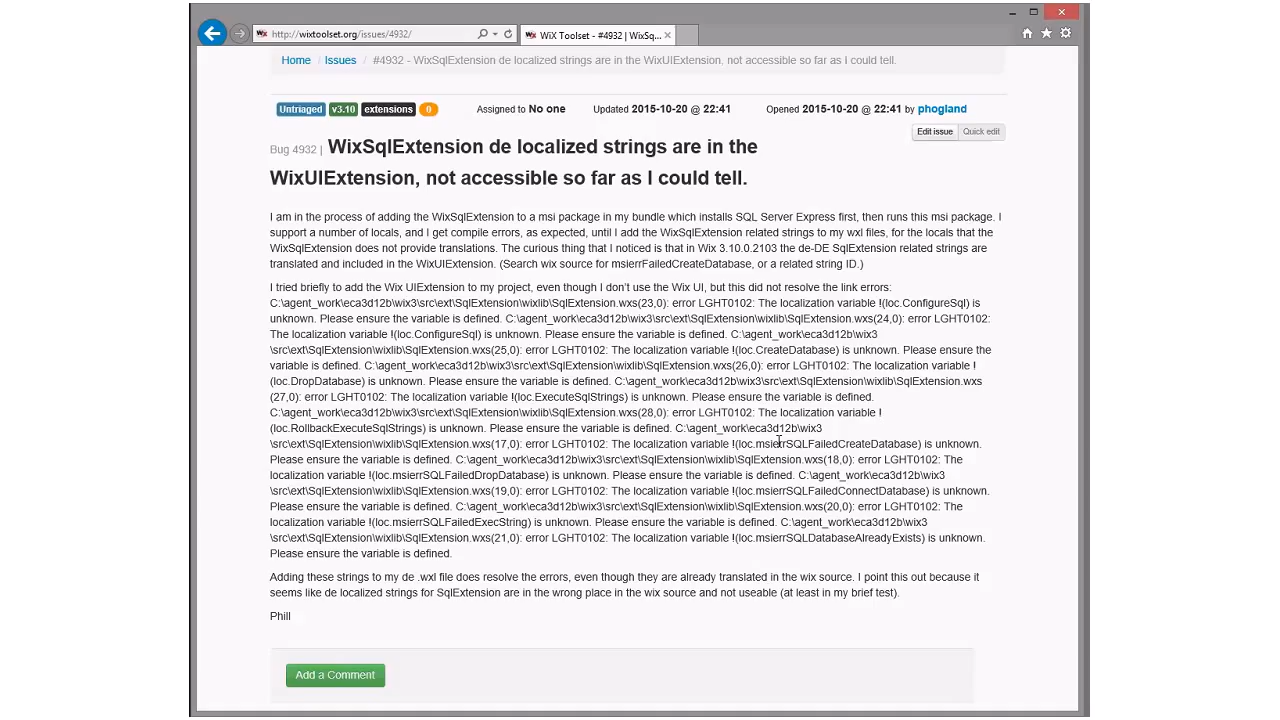 http://wixtoolset.org/issues/4932/
WiX Toolset - #4932 | WixSq...
Home / Issues / #4932 - WixSqlExtension de localized strings are in the WixUIExtension, not accessible so far as I could tell.
Untriaged v3.10 extensions 0 Assigned to No one Updated 2015-10-20 @ 22:41 Opened 2015-10-20 @ 22:41 by phogland
Edit issue Quick edit
Bug 4932 | WixSqlExtension de localized strings are in the
WixUIExtension, not accessible so far as I could tell.
I am in the process of adding the WixSqlExtension to a msi package in my bundle which installs SQL Server Express first, then runs this msi package. I
support a number of locals, and I get compile errors, as expected, until I add the WixSqlExtension related strings to my wxl files, for the locals that the
WixSqlExtension does not provide translations. The curious thing that I noticed is that in Wix 3.10.0.2103 the de-DE SqlExtension related strings are
translated and included in the WixUIExtension. (Search wix source for msierrFailedCreateDatabase, or a related string ID.)
I tried briefly to add the Wix UIExtension to my project, even though I don't use the Wix UI, but this did not resolve the link errors:
C:\agent_work\eca3d12b\wix3\src\ext\SqlExtension\wixlib\SqlExtension.wxs(23,0): error LGHT0102: The localization variable !(loc.ConfigureSql) is
unknown. Please ensure the variable is defined. C:\agent_work\eca3d12b\wix3\src\ext\SqlExtension\wixlib\SqlExtension.wxs(24,0): error LGHT0102:
The localization variable !(loc.ConfigureSql) is unknown. Please ensure the variable is defined. C:\agent_work\eca3d12b\wix3
\src\ext\SqlExtension\wixlib\SqlExtension.wxs(25,0): error LGHT0102: The localization variable !(loc.CreateDatabase) is unknown. Please ensure the
variable is defined. C:\agent_work\eca3d12b\wix3\src\ext\SqlExtension\wixlib\SqlExtension.wxs(26,0): error LGHT0102: The localization variable !
(loc.DropDatabase) is unknown. Please ensure the variable is defined. C:\agent_work\eca3d12b\wix3\src\ext\SqlExtension\wixlib\SqlExtension.wxs
(27,0): error LGHT0102: The localization variable !(loc.ExecuteSqlStrings) is unknown. Please ensure the variable is defined.
C:\agent_work\eca3d12b\wix3\src\ext\SqlExtension\wixlib\SqlExtension.wxs(28,0): error LGHT0102: The localization variable !
(loc.RollbackExecuteSqlStrings) is unknown. Please ensure the variable is defined. C:\agent_work\eca3d12b\wix3
\src\ext\SqlExtension\wixlib\SqlExtension.wxs(17,0): error LGHT0102: The localization variable !(loc.msierrSQLFailedCreateDatabase) is unknown.
Please ensure the variable is defined. C:\agent_work\eca3d12b\wix3\src\ext\SqlExtension\wixlib\SqlExtension.wxs(18,0): error LGHT0102: The
localization variable !(loc.msierrSQLFailedDropDatabase) is unknown. Please ensure the variable is defined. C:\agent_work\eca3d12b\wix3
\src\ext\SqlExtension\wixlib\SqlExtension.wxs(19,0): error LGHT0102: The localization variable !(loc.msierrSQLFailedConnectDatabase) is unknown.
Please ensure the variable is defined. C:\agent_work\eca3d12b\wix3\src\ext\SqlExtension\wixlib\SqlExtension.wxs(20,0): error LGHT0102: The
localization variable !(loc.msierrSQLFailedExecString) is unknown. Please ensure the variable is defined. C:\agent_work\eca3d12b\wix3
\src\ext\SqlExtension\wixlib\SqlExtension.wxs(21,0): error LGHT0102: The localization variable !(loc.msierrSQLDatabaseAlreadyExists) is unknown.
Please ensure the variable is defined.
Adding these strings to my de .wxl file does resolve the errors, even though they are already translated in the wix source. I point this out because it
seems like de localized strings for SqlExtension are in the wrong place in the wix source and not useable (at least in my brief test).
Phill
Add a Comment